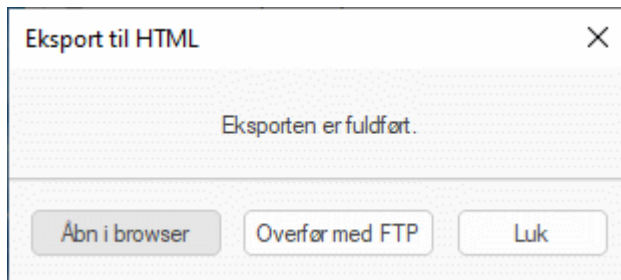 Eksport til HTML
Eksporten er fuldført.
Åbn i browser
Overfør med FTP
Luk